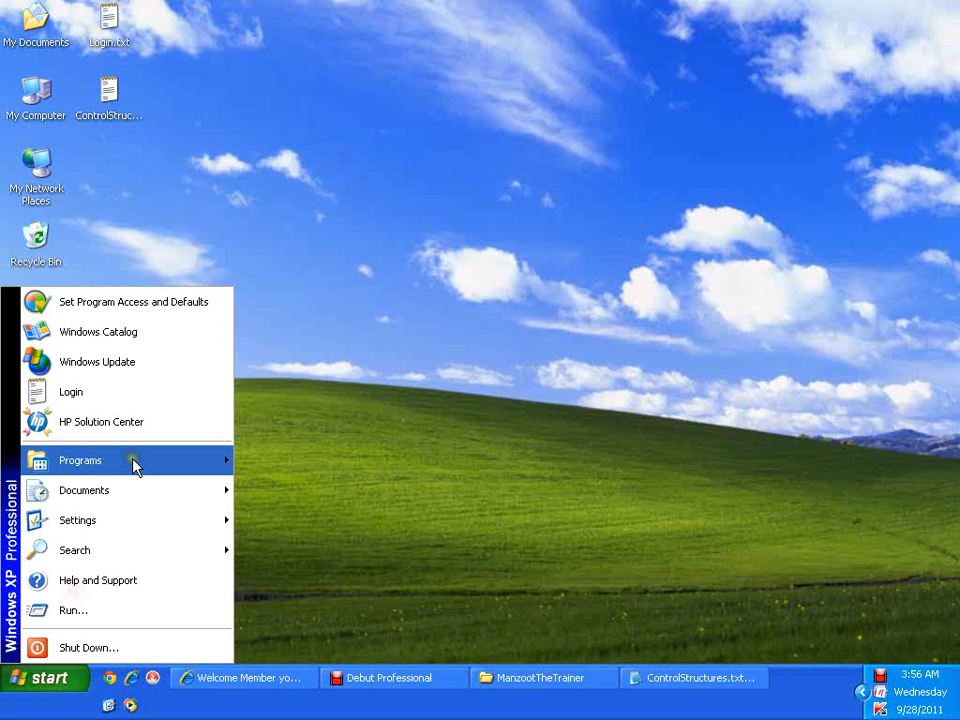 My Documents
Login.txt
My Computer
ControlStruc...
My Network
Places
Recycle Bin
Set Program Access and Defaults
Windows Catalog
Windows Update
Login
HP Solution Center
Programs
Documents
Settings
Search
Help and Support
Run...
Shut Down...
Windows XP Professional
start
Welcome Member yo...
Debut Professional
ManzootTheTrainer
ControlStructures.txt...
3:56 AM
Wednesday
9/28/2011